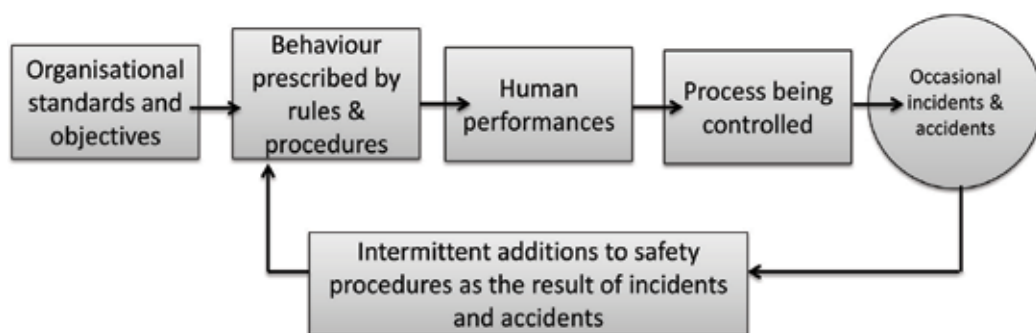 Organisational
standards and
objectives
Behaviour
prescribed by
rules &
procedures
Human
performances
Process being
controlled
Occasional
incidents &
accidents
Intermittent additions to safety
procedures as the result of incidents
and accidents